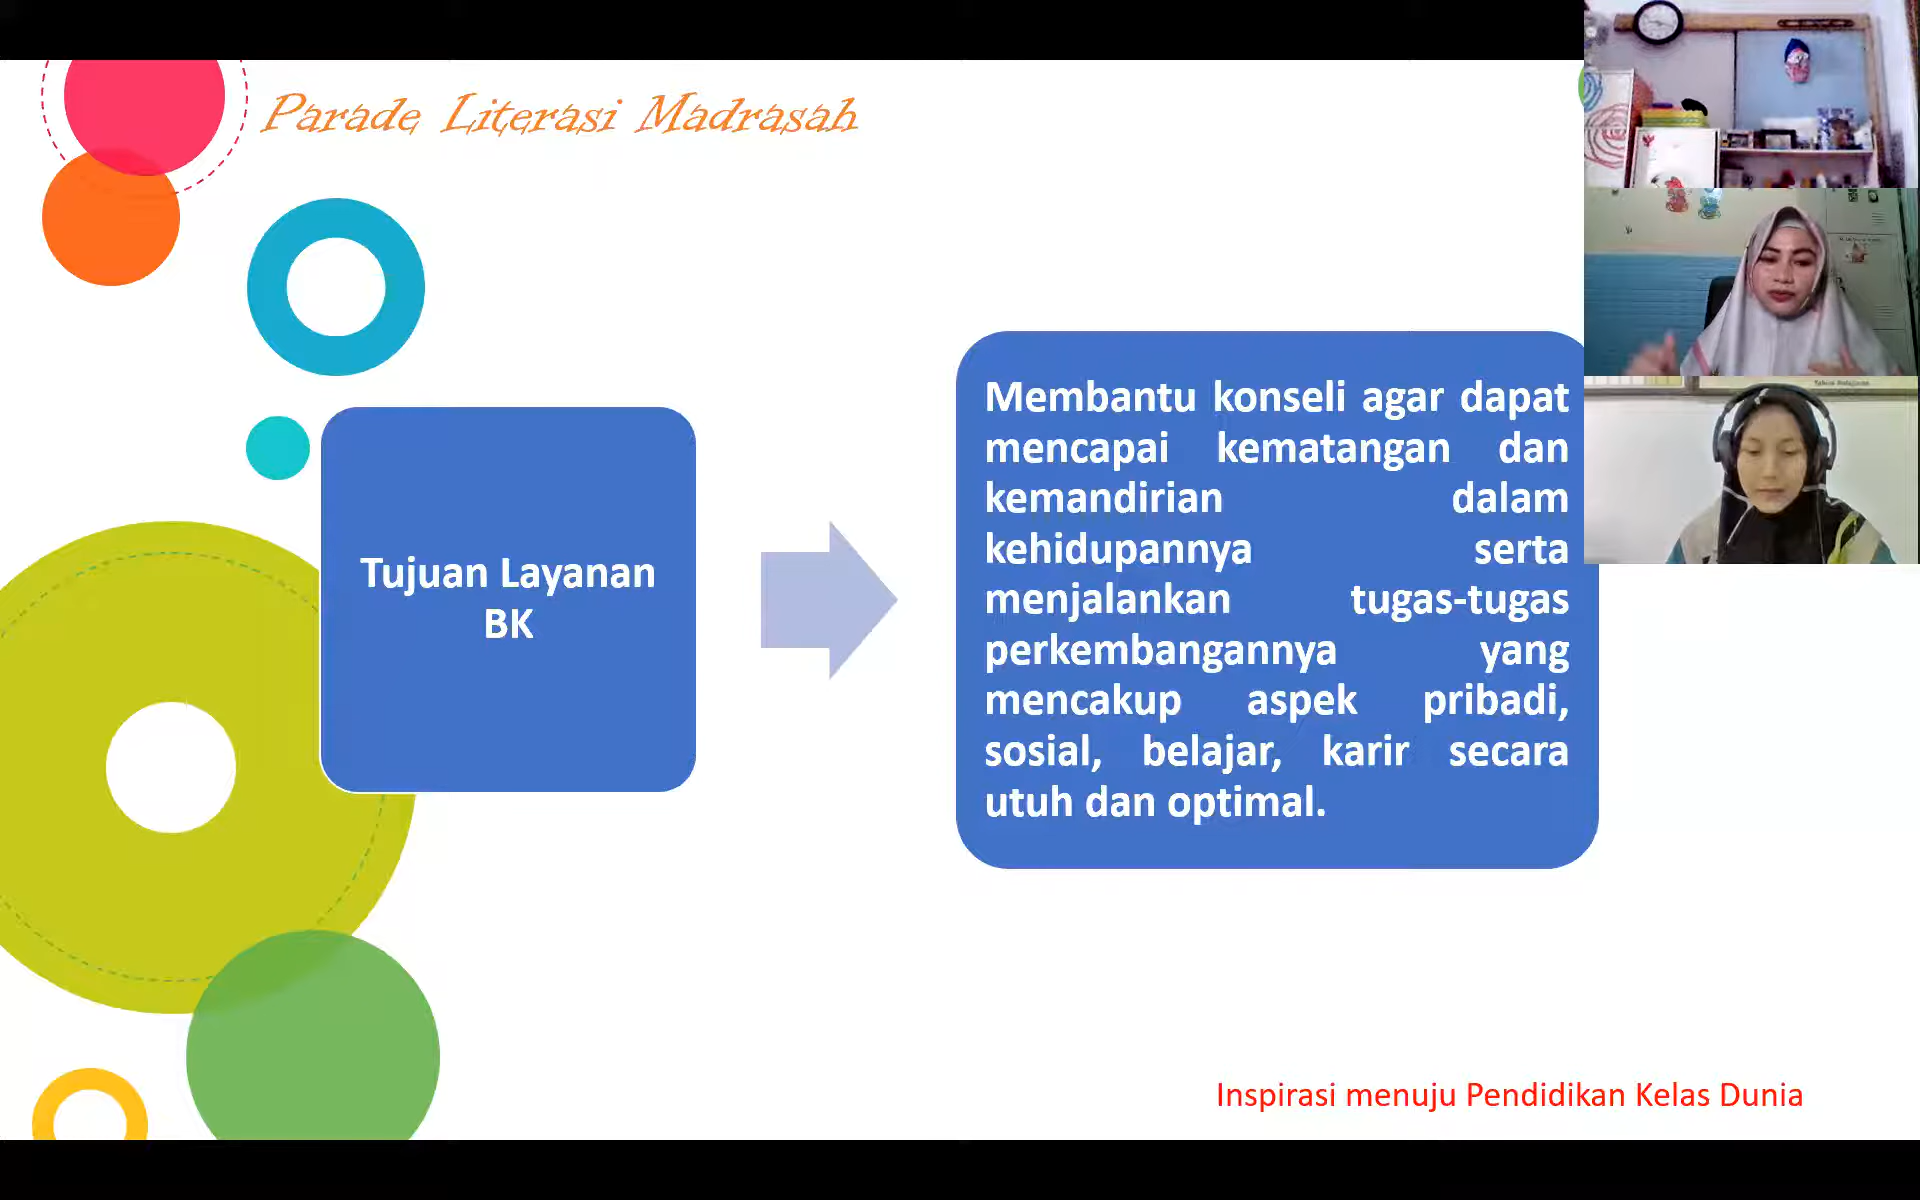 Parade Literasi Madrasah
Tujuan Layanan
BK
Membantu konseli agar dapat
mencapai kematangan dan
kemandirian dalam
kehidupannya serta
menjalankan tugas-tugas
perkembangannya yang
mencakup aspek pribadi,
sosial, belajar, karir secara
utuh dan optimal.
Inspirasi menuju Pendidikan Kelas Dunia